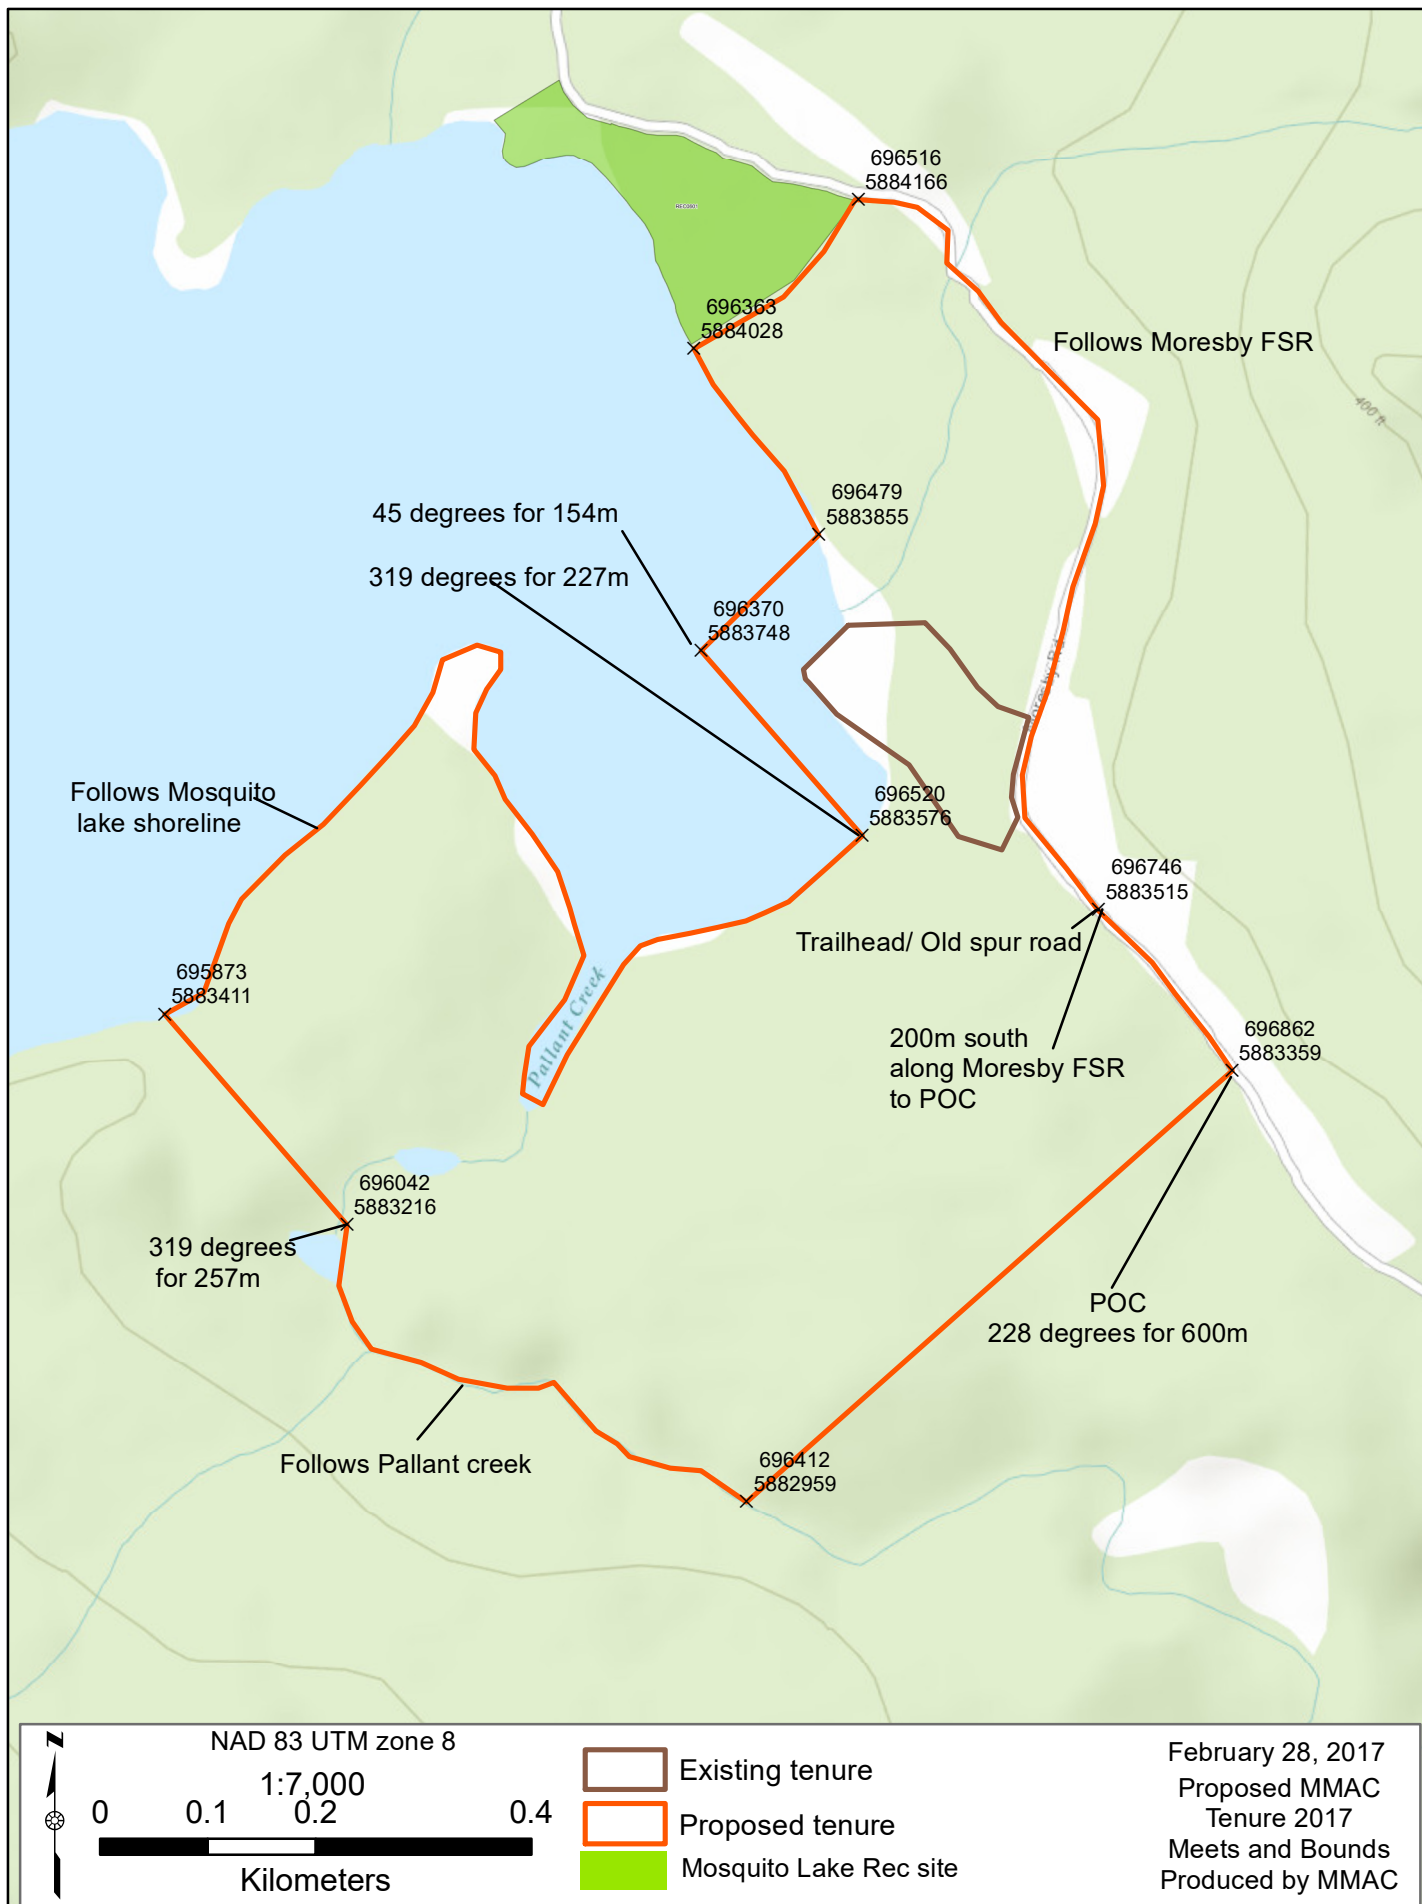 696516
5884166
REC0601
696363
5884028
Follows Moresby FSR
400 ft
696479
5883855
45 degrees for 154m
319 degrees for 227m
696370
5883748
Moresby Rd
Follows Mosquito
lake shoreline
696520
5883576
696746
5883515
Trailhead/ Old spur road
695873
5883411
Pallant Creek
200m south
along Moresby FSR
to POC
696862
5883359
696042
5883216
319 degrees
for 257m
POC
228 degrees for 600m
Follows Pallant creek
696412
5882959
N
NAD 83 UTM zone 8
1:7,000
0 0.1 0.2 0.4
Kilometers
Existing tenure
Proposed tenure
Mosquito Lake Rec site
February 28, 2017
Proposed MMAC
Tenure 2017
Meets and Bounds
Produced by MMAC